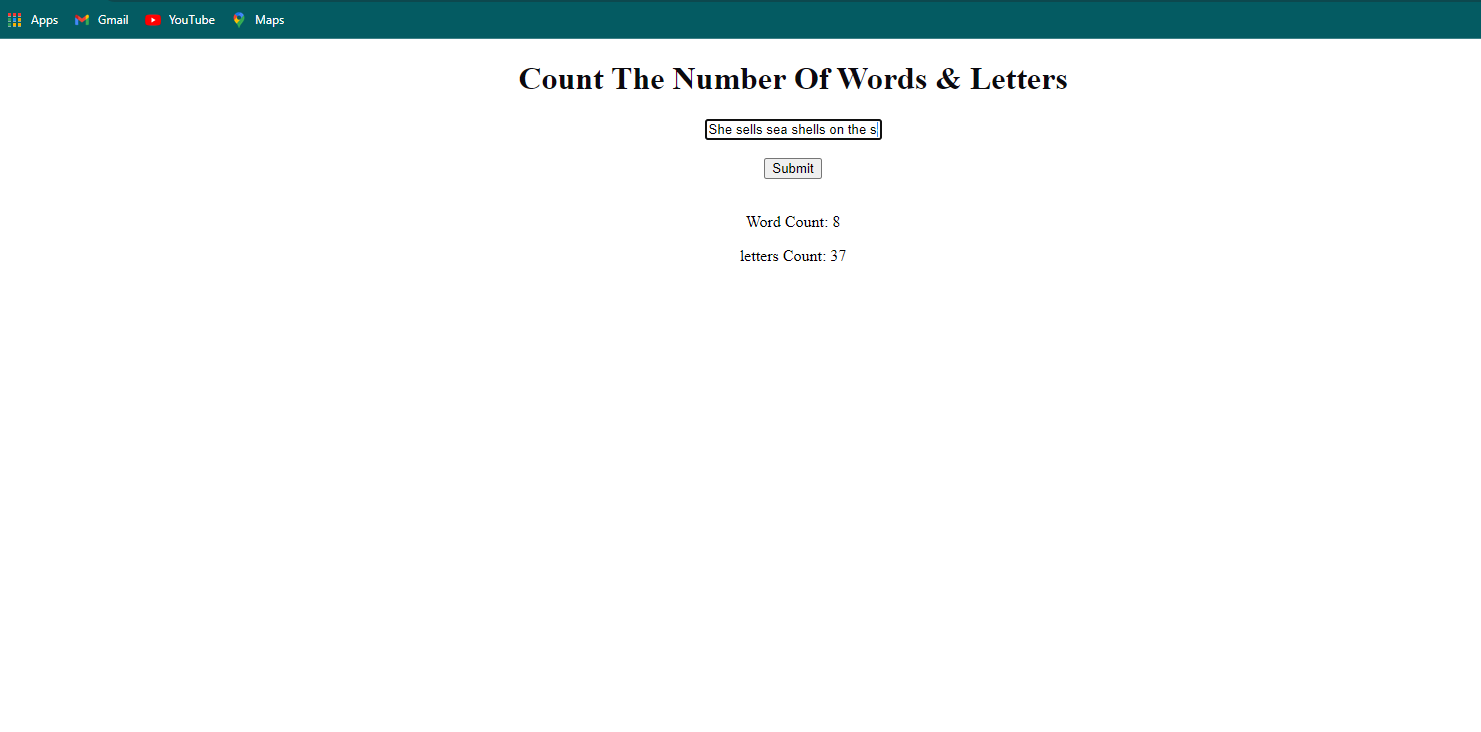 Apps Gmail YouTube Maps
Count The Number Of Words & Letters
She sells sea shells on the s
Submit
Word Count: 8
letters Count: 37